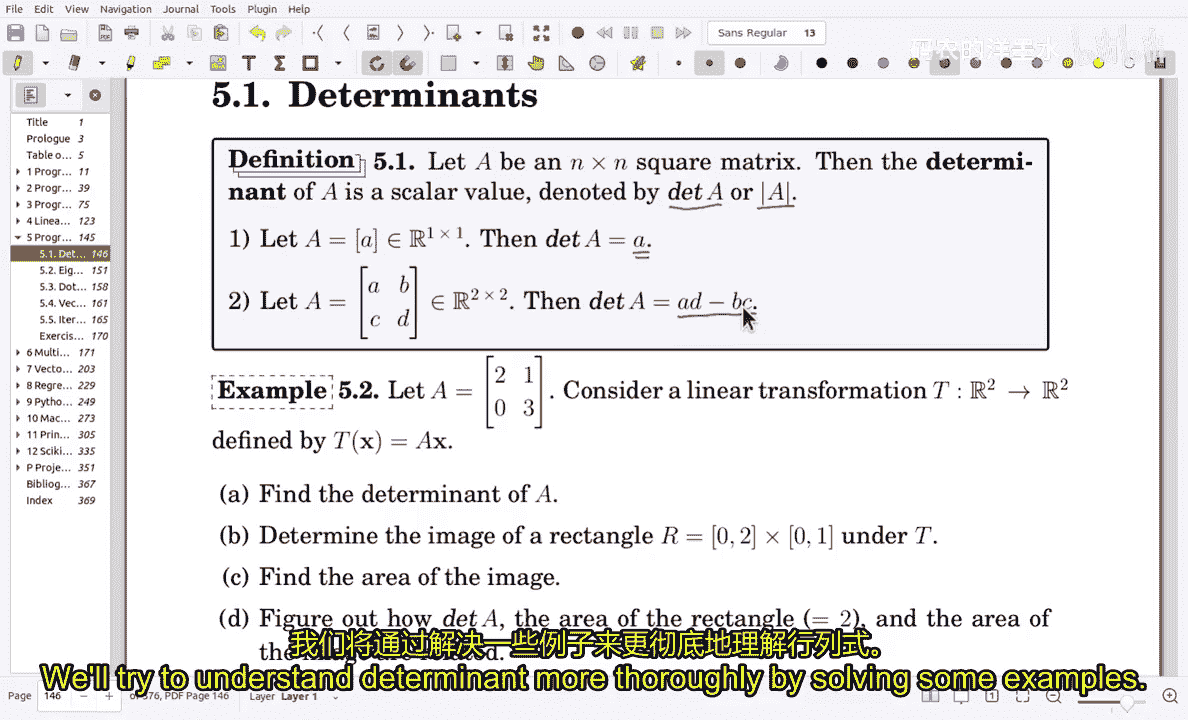 File Edit View Navigation Journal Tools Plugin Help
Sans Regular 13
Title 1
Prologue 3
Table o... 5
1 Progr... 11
2 Progr... 39
3 Progr... 75
4 Linea... 123
5 Progr... 145
5.1. Det... 146
5.2. Eig... 151
5.3. Dot... 158
5.4. Vec... 161
5.5. Iter... 165
Exercis... 170
6 Multi... 171
7 Vecto... 203
8 Regre... 229
9 Pytho... 249
10 Mac... 273
11 Prin... 305
12 Sciki... 335
P Proje... 351
Bibliog... 367
Index 369
5.1. Determinants
Definition 5.1. Let A be an n × n square matrix. Then the determi-
nant of A is a scalar value, denoted by det A or |A|.
1) Let A = [a] ∈ ℝ^{1×1}. Then det A = a.
2) Let A = [a b; c d] ∈ ℝ^{2×2}. Then det A = ad − bc.
Example 5.2. Let A = [2 1; 0 3]. Consider a linear transformation T : ℝ² → ℝ²
defined by T(x) = Ax.
(a) Find the determinant of A.
(b) Determine the image of a rectangle R = [0, 2] × [0, 1] under T.
(c) Find the area of the image.
(d) Figure out how det A, the area of the rectangle (= 2), and the area of
我们将通过解决一些例子来更彻底地理解行列式。
We'll try to understand determinant more thoroughly by solving some examples.
Page 146 of 376, PDF Page 146 Layer Layer 1